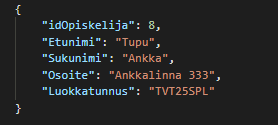 {
"idOpiskelija": 8,
"Etunimi": "Tupu",
"Sukunimi": "Ankka",
"Osoite": "Ankkalinna 333",
"Luokkatunnus": "TVT25SPL"
}